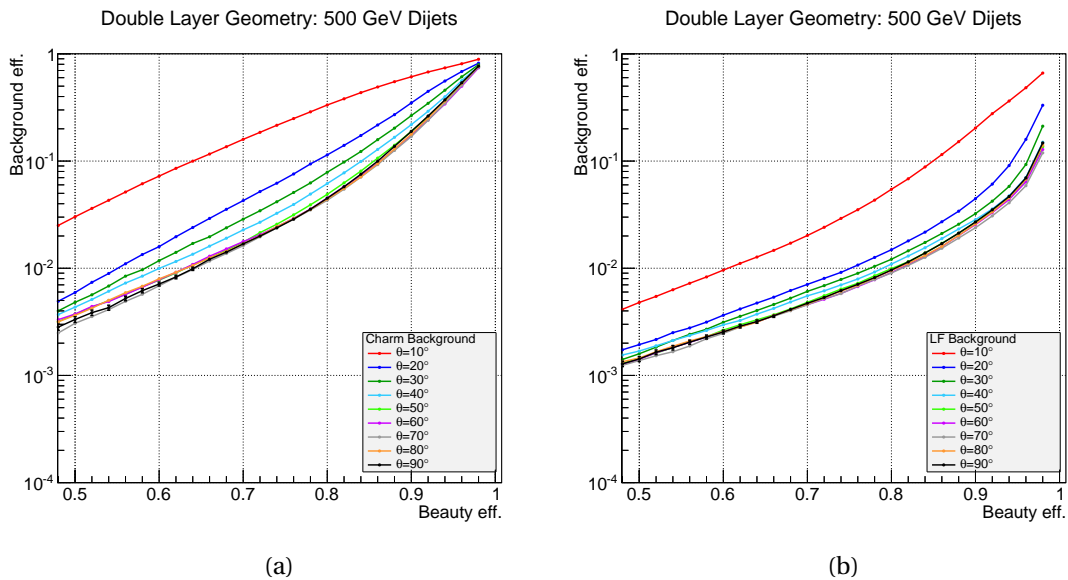 Double Layer Geometry: 500 GeV Dijets
Background eff.
1
10-1
10-2
10-3
10-4
0.5 0.6 0.7 0.8 0.9 1
Beauty eff.
Charm Background
θ=10°
θ=20°
θ=30°
θ=40°
θ=50°
θ=60°
θ=70°
θ=80°
θ=90°
(a)
Double Layer Geometry: 500 GeV Dijets
Background eff.
1
10-1
10-2
10-3
10-4
0.5 0.6 0.7 0.8 0.9 1
Beauty eff.
LF Background
θ=10°
θ=20°
θ=30°
θ=40°
θ=50°
θ=60°
θ=70°
θ=80°
θ=90°
(b)